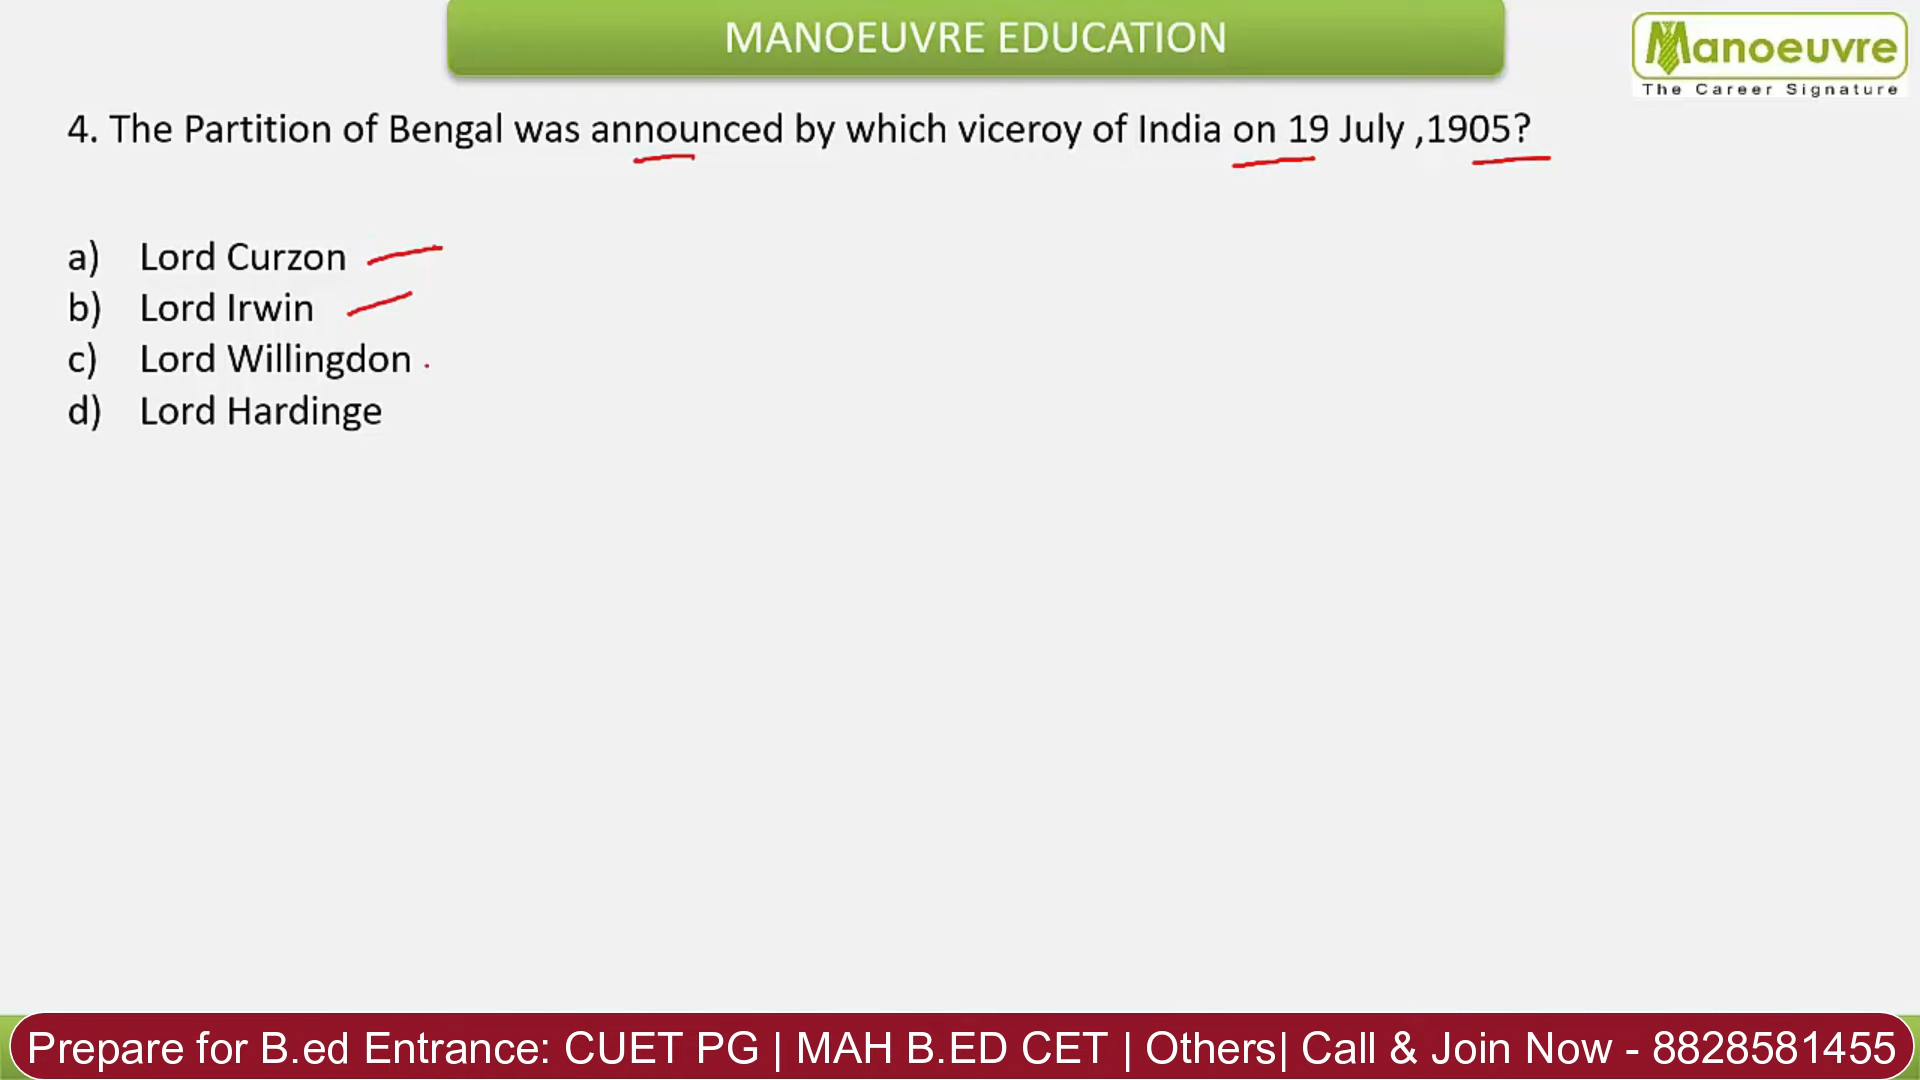 MANOEUVRE EDUCATION
Manoeuvre
The Career Signature
4. The Partition of Bengal was announced by which viceroy of India on 19 July ,1905?
a) Lord Curzon
b) Lord Irwin
c) Lord Willingdon
d) Lord Hardinge
Prepare for B.ed Entrance: CUET PG | MAH B.ED CET | Others| Call & Join Now - 8828581455